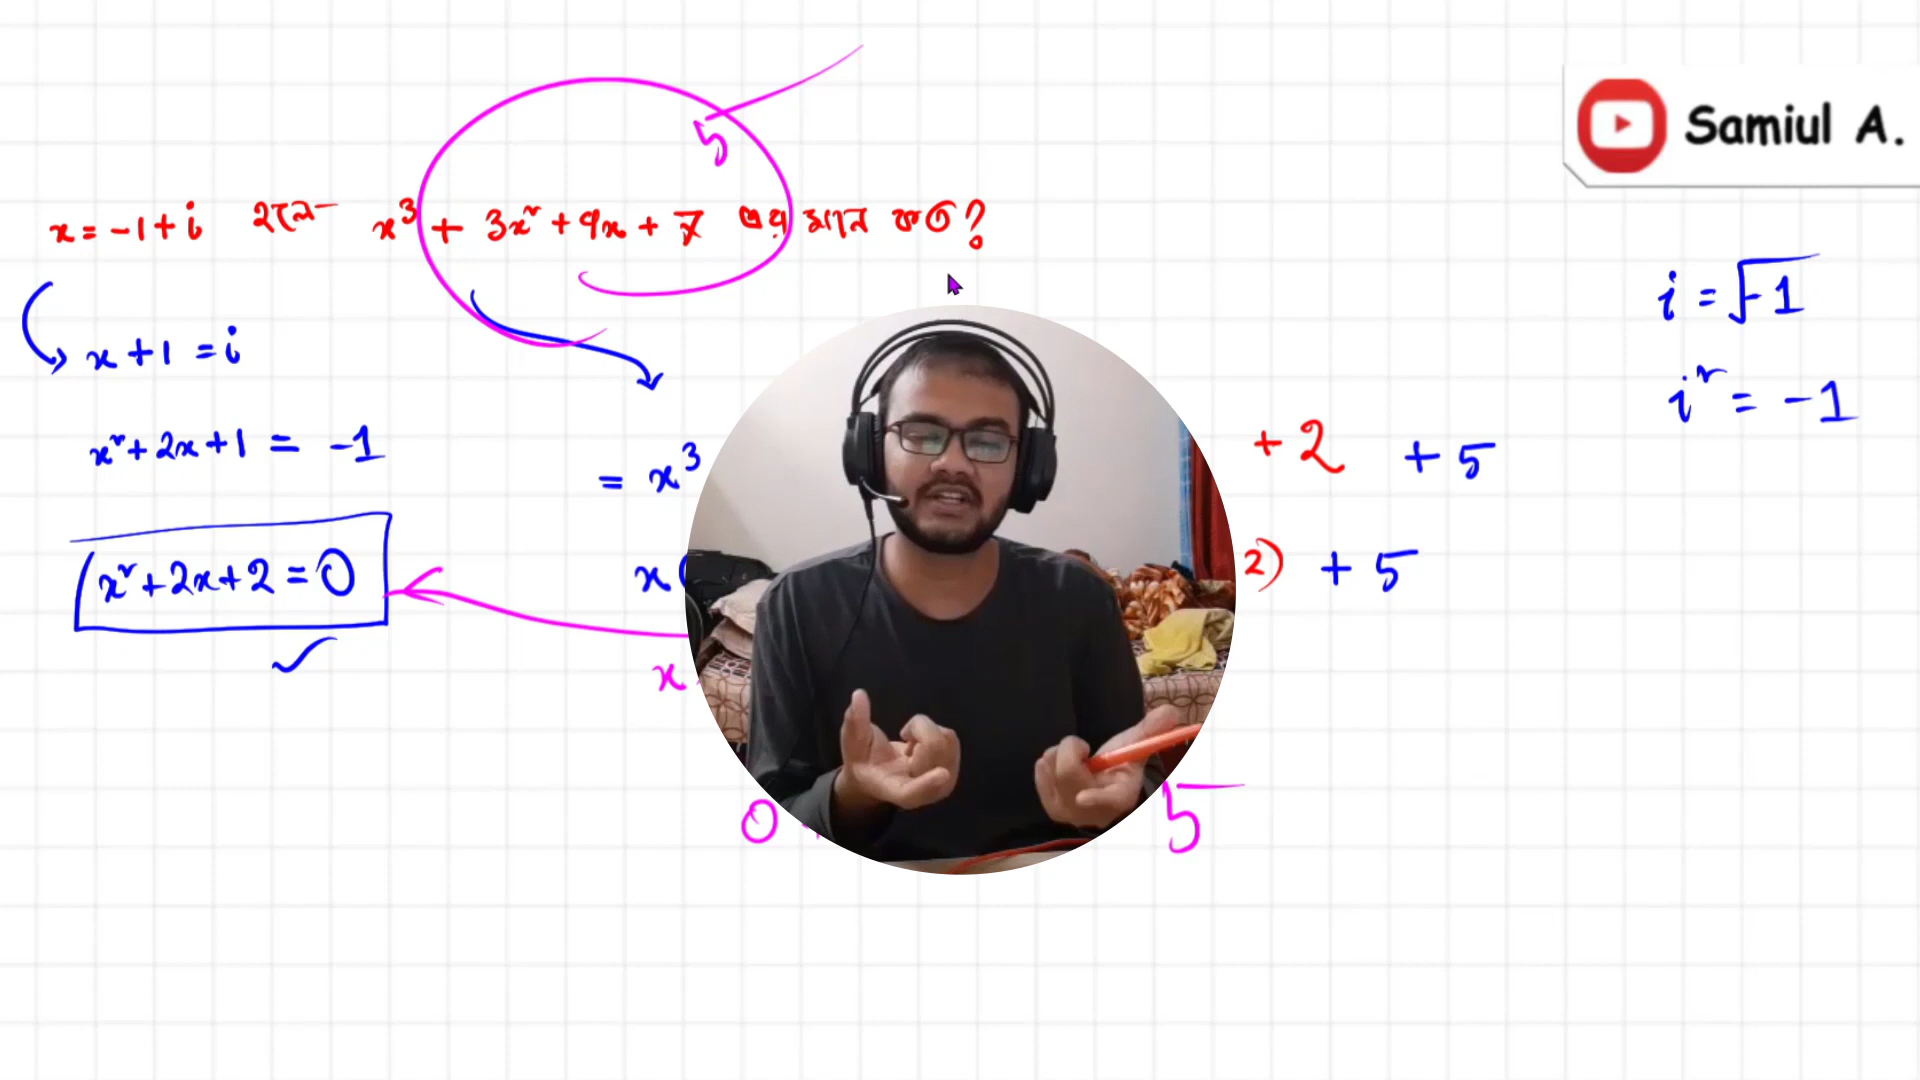 Samiul A.
5
x = -1 + i হলে x³ + 3x² + 4x + 7 এর মান কত?
i = √-1
x + 1 = i
i² = -1
x² + 2x + 1 = -1
= x³ + 2 + 5
x² + 2x + 2 = 0
x( 2) + 5
x
0 5